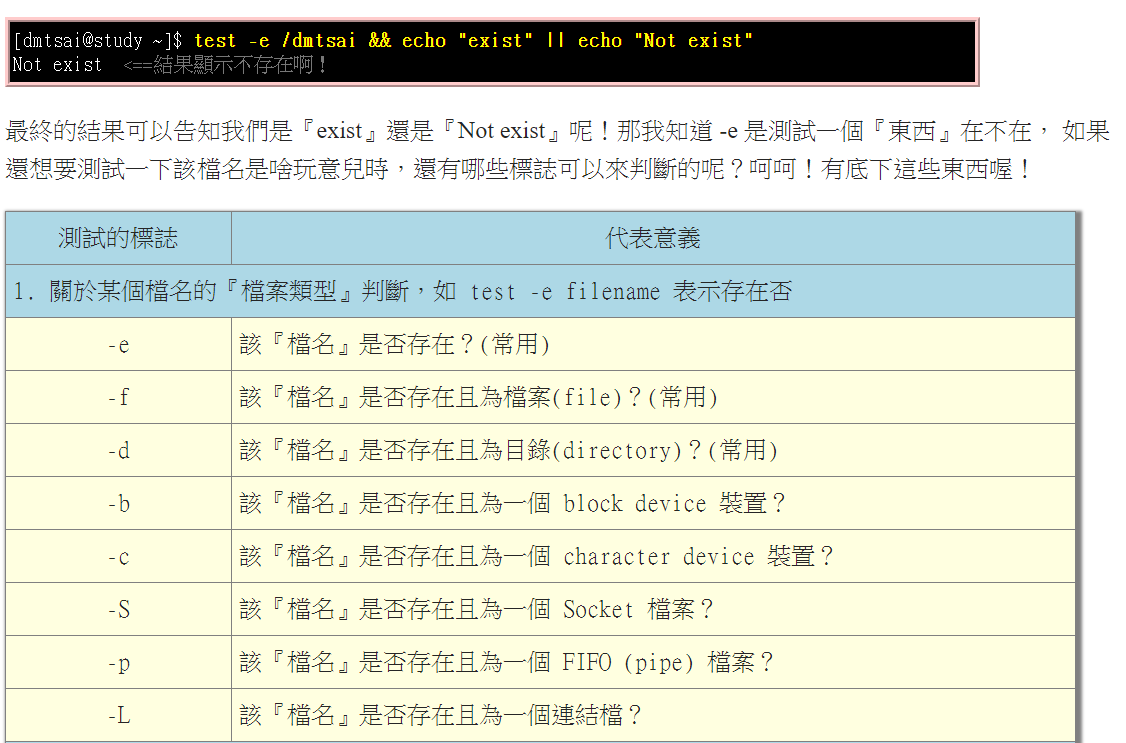 [dmtsai@study ~]$ test -e /dmtsai && echo "exist" || echo "Not exist"
Not exist  <==結果顯示不存在啊！
最終的結果可以告知我們是『exist』還是『Not exist』呢！那我知道 -e 是測試一個『東西』在不在， 如果
還想要測試一下該檔名是啥玩意兒時，還有哪些標誌可以來判斷的呢？呵呵！有底下這些東西喔！
測試的標誌 代表意義
1. 關於某個檔名的『檔案類型』判斷，如 test -e filename 表示存在否
-e 該『檔名』是否存在？(常用)
-f 該『檔名』是否存在且為檔案(file)？(常用)
-d 該『檔名』是否存在且為目錄(directory)？(常用)
-b 該『檔名』是否存在且為一個 block device 裝置？
-c 該『檔名』是否存在且為一個 character device 裝置？
-S 該『檔名』是否存在且為一個 Socket 檔案？
-p 該『檔名』是否存在且為一個 FIFO (pipe) 檔案？
-L 該『檔名』是否存在且為一個連結檔？